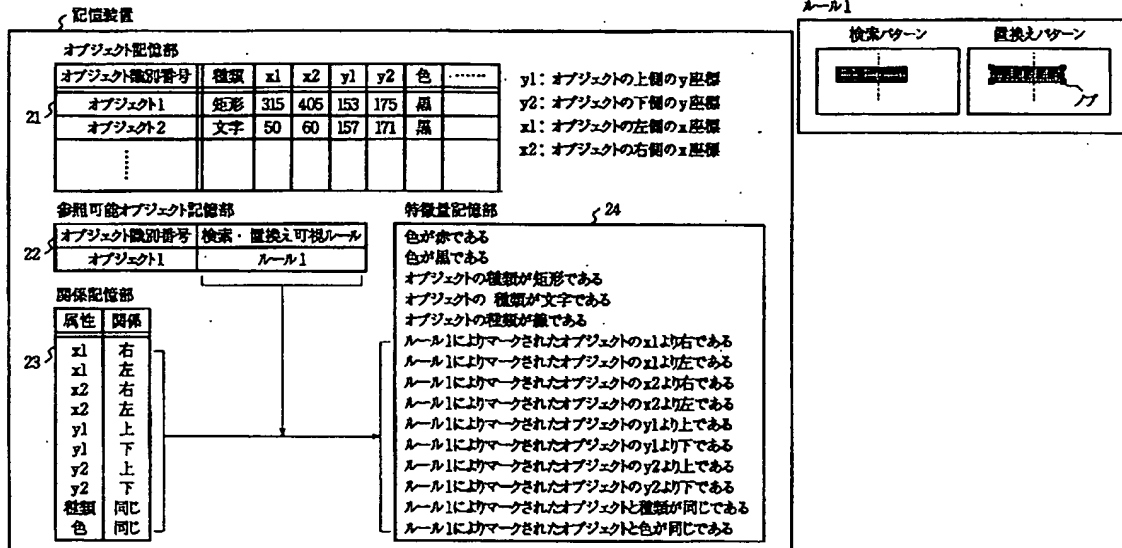 記憶装置
オブジェクト記憶部
オブジェクト識別番号 種類 x1 x2 y1 y2 色 ……
オブジェクト1 矩形 315 405 153 175 黒
オブジェクト2 文字 50 60 157 171 黒
21
y1: オブジェクトの上側のy座標
y2: オブジェクトの下側のy座標
x1: オブジェクトの左側のx座標
x2: オブジェクトの右側のx座標
参照可能オブジェクト記憶部
オブジェクト識別番号 検索・置換え可視ルール
オブジェクト1 ルール1
22
関係記憶部
属性 関係
x1 右
x1 左
x2 右
x2 左
y1 上
y1 下
y2 上
y2 下
種類 同じ
色 同じ
23
特徴量記憶部
24
色が赤である
色が黒である
オブジェクトの種類が矩形である
オブジェクトの 種類が文字である
オブジェクトの種類が線である
ルール1によりマークされたオブジェクトのx1より右である
ルール1によりマークされたオブジェクトのx1より左である
ルール1によりマークされたオブジェクトのx2より右である
ルール1によりマークされたオブジェクトのx2より左である
ルール1によりマークされたオブジェクトのy1より上である
ルール1によりマークされたオブジェクトのy1より下である
ルール1によりマークされたオブジェクトのy2より上である
ルール1によりマークされたオブジェクトのy2より下である
ルール1によりマークされたオブジェクトと種類が同じである
ルール1によりマークされたオブジェクトと色が同じである
ルール1
検索パターン 置換えパターン
ノブ